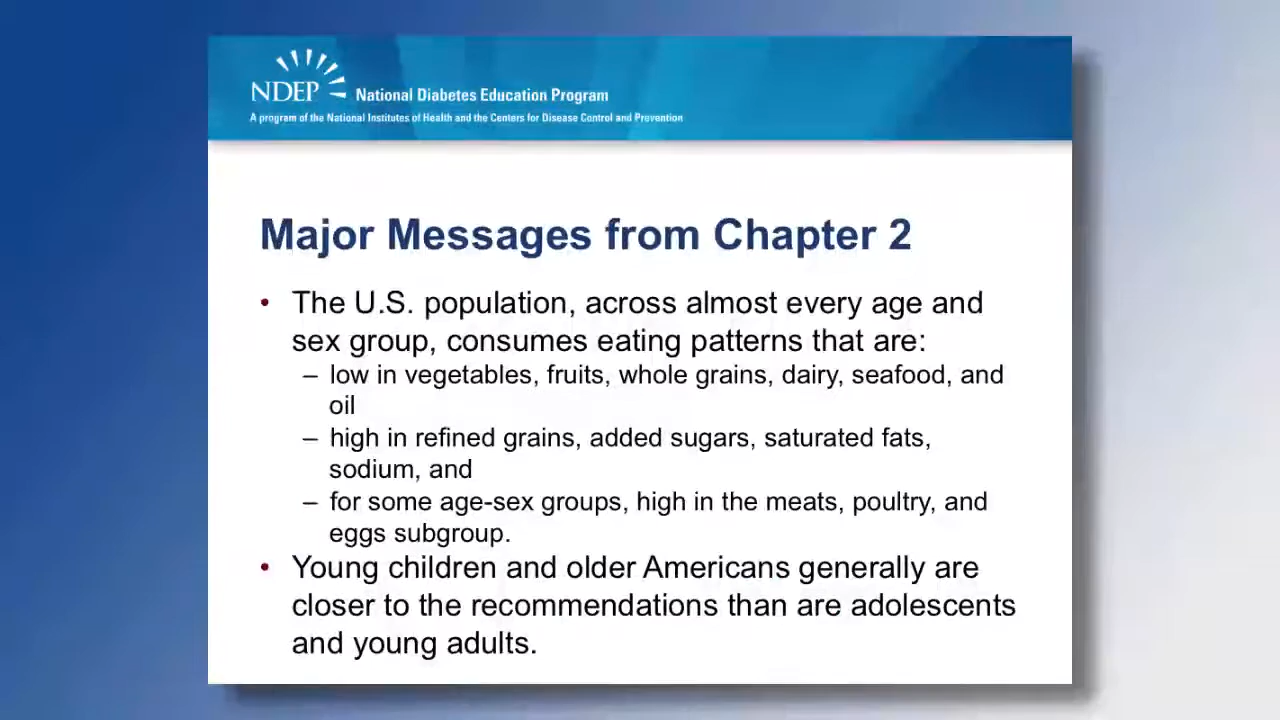 NDEP National Diabetes Education Program
A program of the National Institutes of Health and the Centers for Disease Control and Prevention
Major Messages from Chapter 2
• The U.S. population, across almost every age and
sex group, consumes eating patterns that are:
– low in vegetables, fruits, whole grains, dairy, seafood, and
oil
– high in refined grains, added sugars, saturated fats,
sodium, and
– for some age-sex groups, high in the meats, poultry, and
eggs subgroup.
• Young children and older Americans generally are
closer to the recommendations than are adolescents
and young adults.